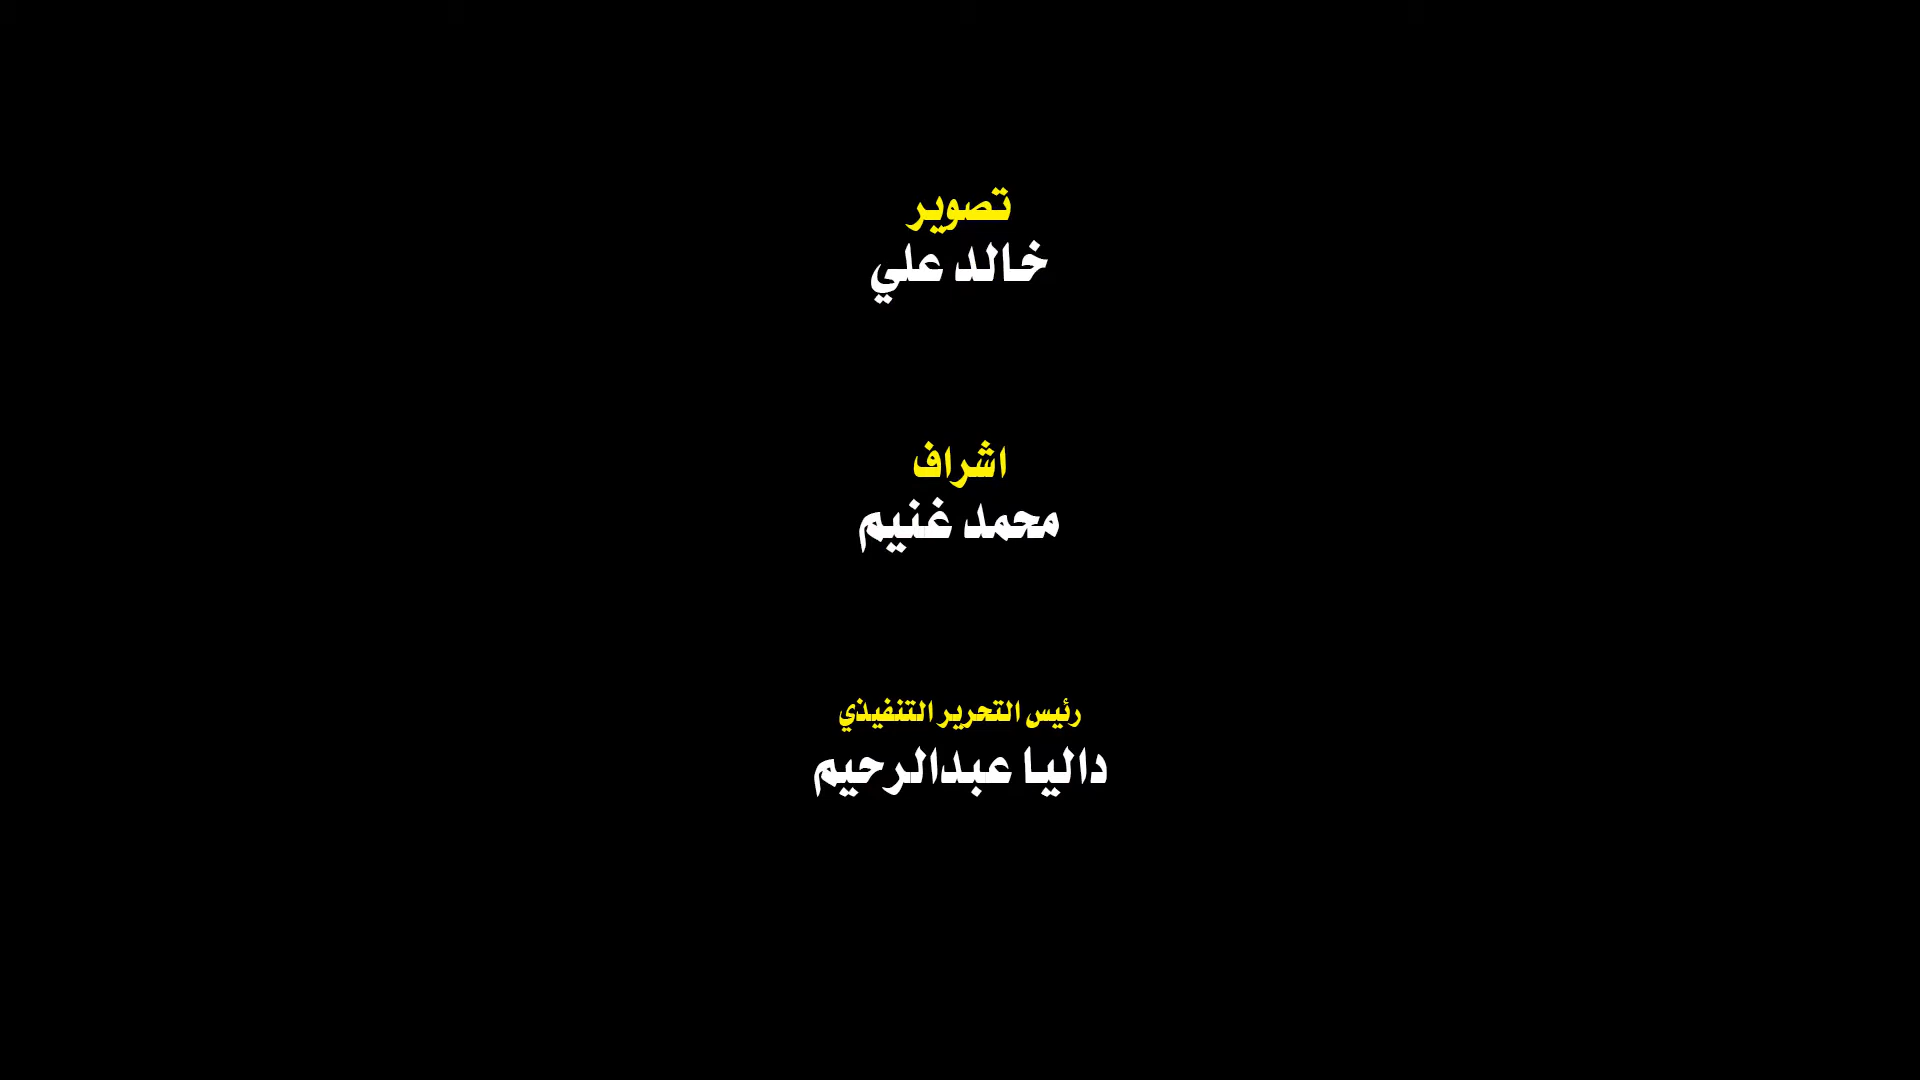 تصوير
خالد علي
اشراف
محمد غنيم
رئيس التحرير التنفيذي
داليا عبدالرحيم